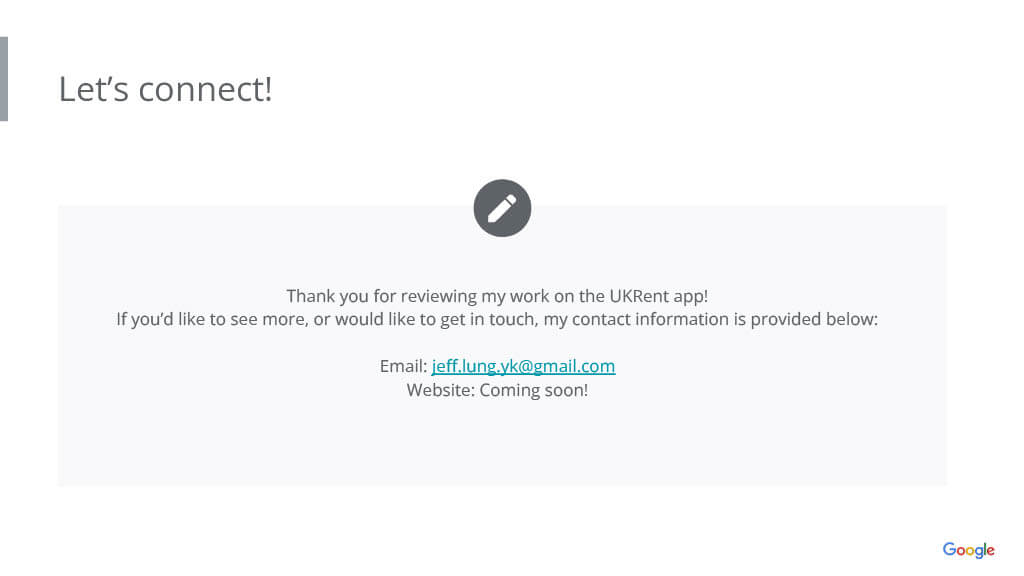 Let’s connect!
Thank you for reviewing my work on the UKRent app!
If you’d like to see more, or would like to get in touch, my contact information is provided below:
Email: jeff.lung.yk@gmail.com
Website: Coming soon!
Google